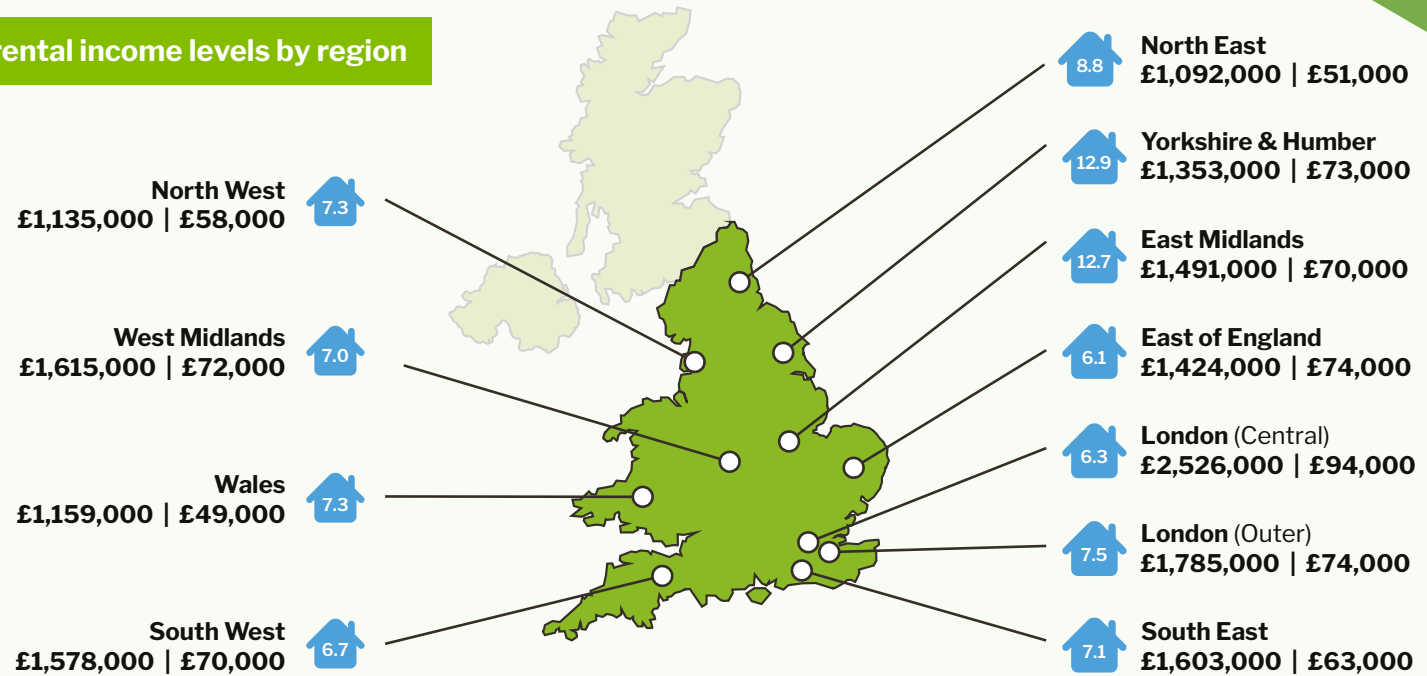 rental income levels by region
North West
£1,135,000 | £58,000
7.3
West Midlands
£1,615,000 | £72,000
7.0
Wales
£1,159,000 | £49,000
7.3
South West
£1,578,000 | £70,000
6.7
8.8
North East
£1,092,000 | £51,000
12.9
Yorkshire & Humber
£1,353,000 | £73,000
12.7
East Midlands
£1,491,000 | £70,000
6.1
East of England
£1,424,000 | £74,000
6.3
London (Central)
£2,526,000 | £94,000
7.5
London (Outer)
£1,785,000 | £74,000
7.1
South East
£1,603,000 | £63,000